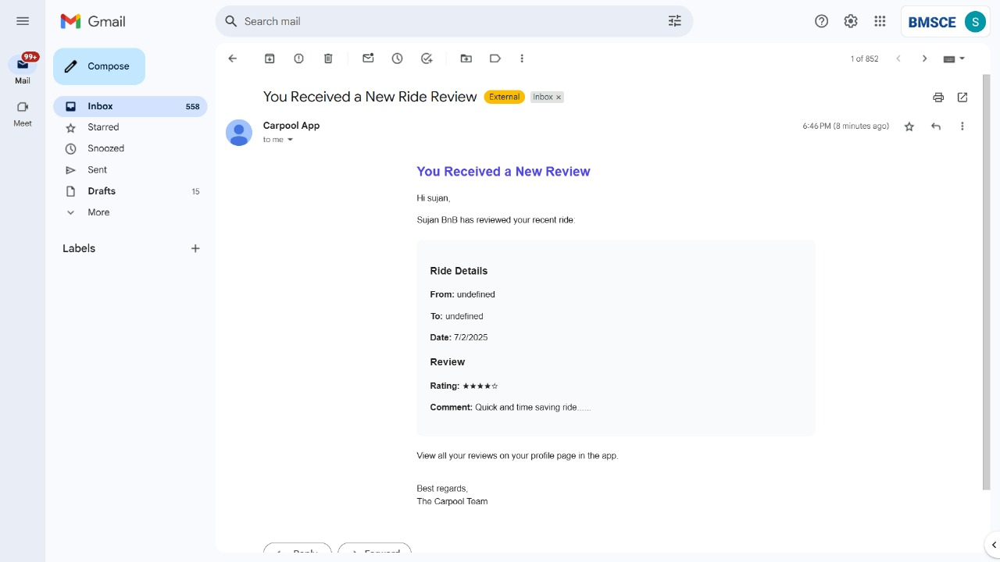 Gmail
Search mail
BMSCE
S
99+
Mail
Compose
1 of 852
Meet
Inbox 558
Starred
Snoozed
Sent
Drafts 15
More
Labels
You Received a New Ride Review External Inbox ×
Carpool App 6:46 PM (8 minutes ago)
to me
You Received a New Review
Hi sujan,
Sujan BnB has reviewed your recent ride:
Ride Details
From: undefined
To: undefined
Date: 7/2/2025
Review
Rating: ★★★★☆
Comment: Quick and time saving ride......
View all your reviews on your profile page in the app.
Best regards,
The Carpool Team
Reply Forward